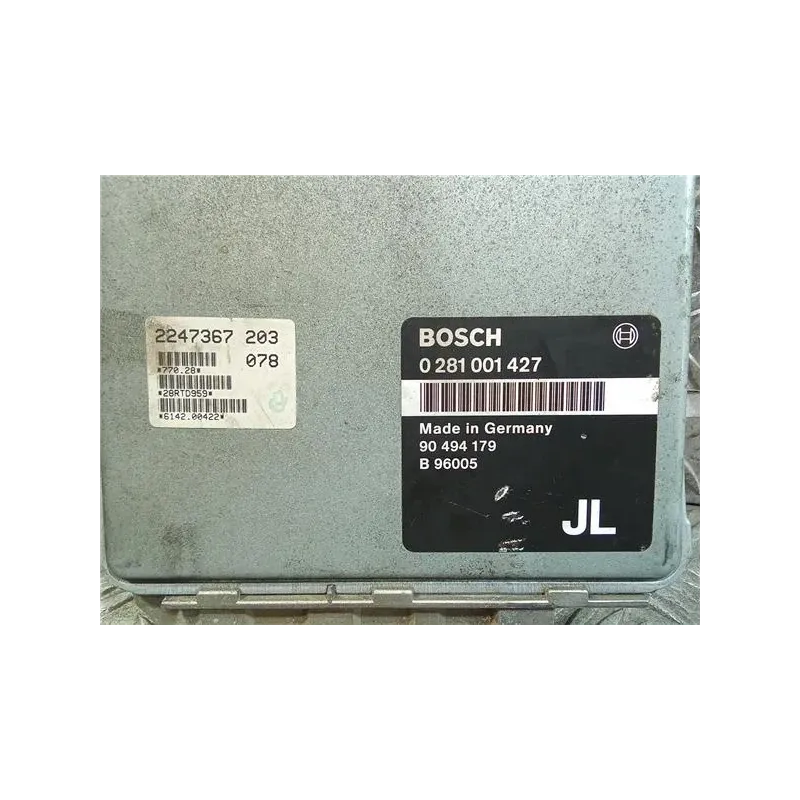 2247367 203
078
*770.28*
*28RTD959*
*6142.00422*
BOSCH
0 281 001 427
Made in Germany
90 494 179
B 96005
JL